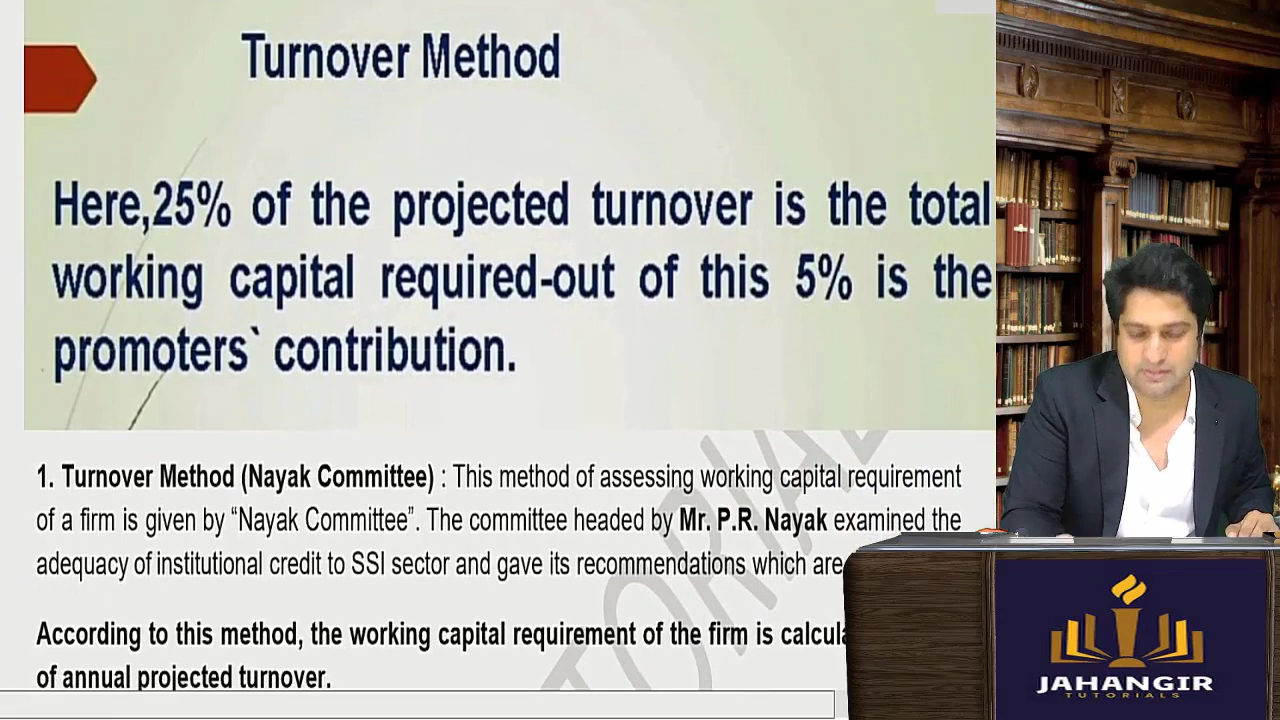 Turnover Method
Here,25% of the projected turnover is the total
working capital required-out of this 5% is the
promoters` contribution.
1. Turnover Method (Nayak Committee) : This method of assessing working capital requirement
of a firm is given by “Nayak Committee”. The committee headed by Mr. P.R. Nayak examined the
adequacy of institutional credit to SSI sector and gave its recommendations which are
According to this method, the working capital requirement of the firm is
of annual projected turnover.
JAHANGIR
TUTORIALS